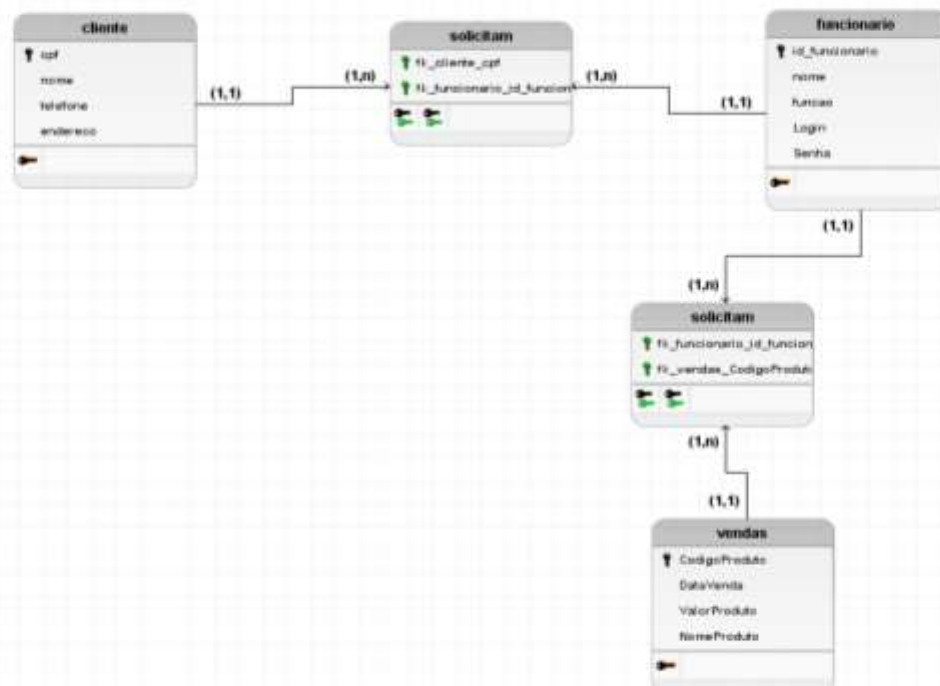 cliente
cpf
nome
telefone
endereco
(1,1)
(1,n)
solicitam
fk_cliente_cpf
fk_funcionario_id_funcion
(1,n)
(1,1)
funcionario
id_funcionario
nome
funcao
Login
Senha
(1,1)
(1,n)
solicitam
fk_funcionario_id_funcion
fk_vendas_CodigoProdut
(1,n)
(1,1)
vendas
CodigoProduto
DataVenda
ValorProduto
NomeProduto